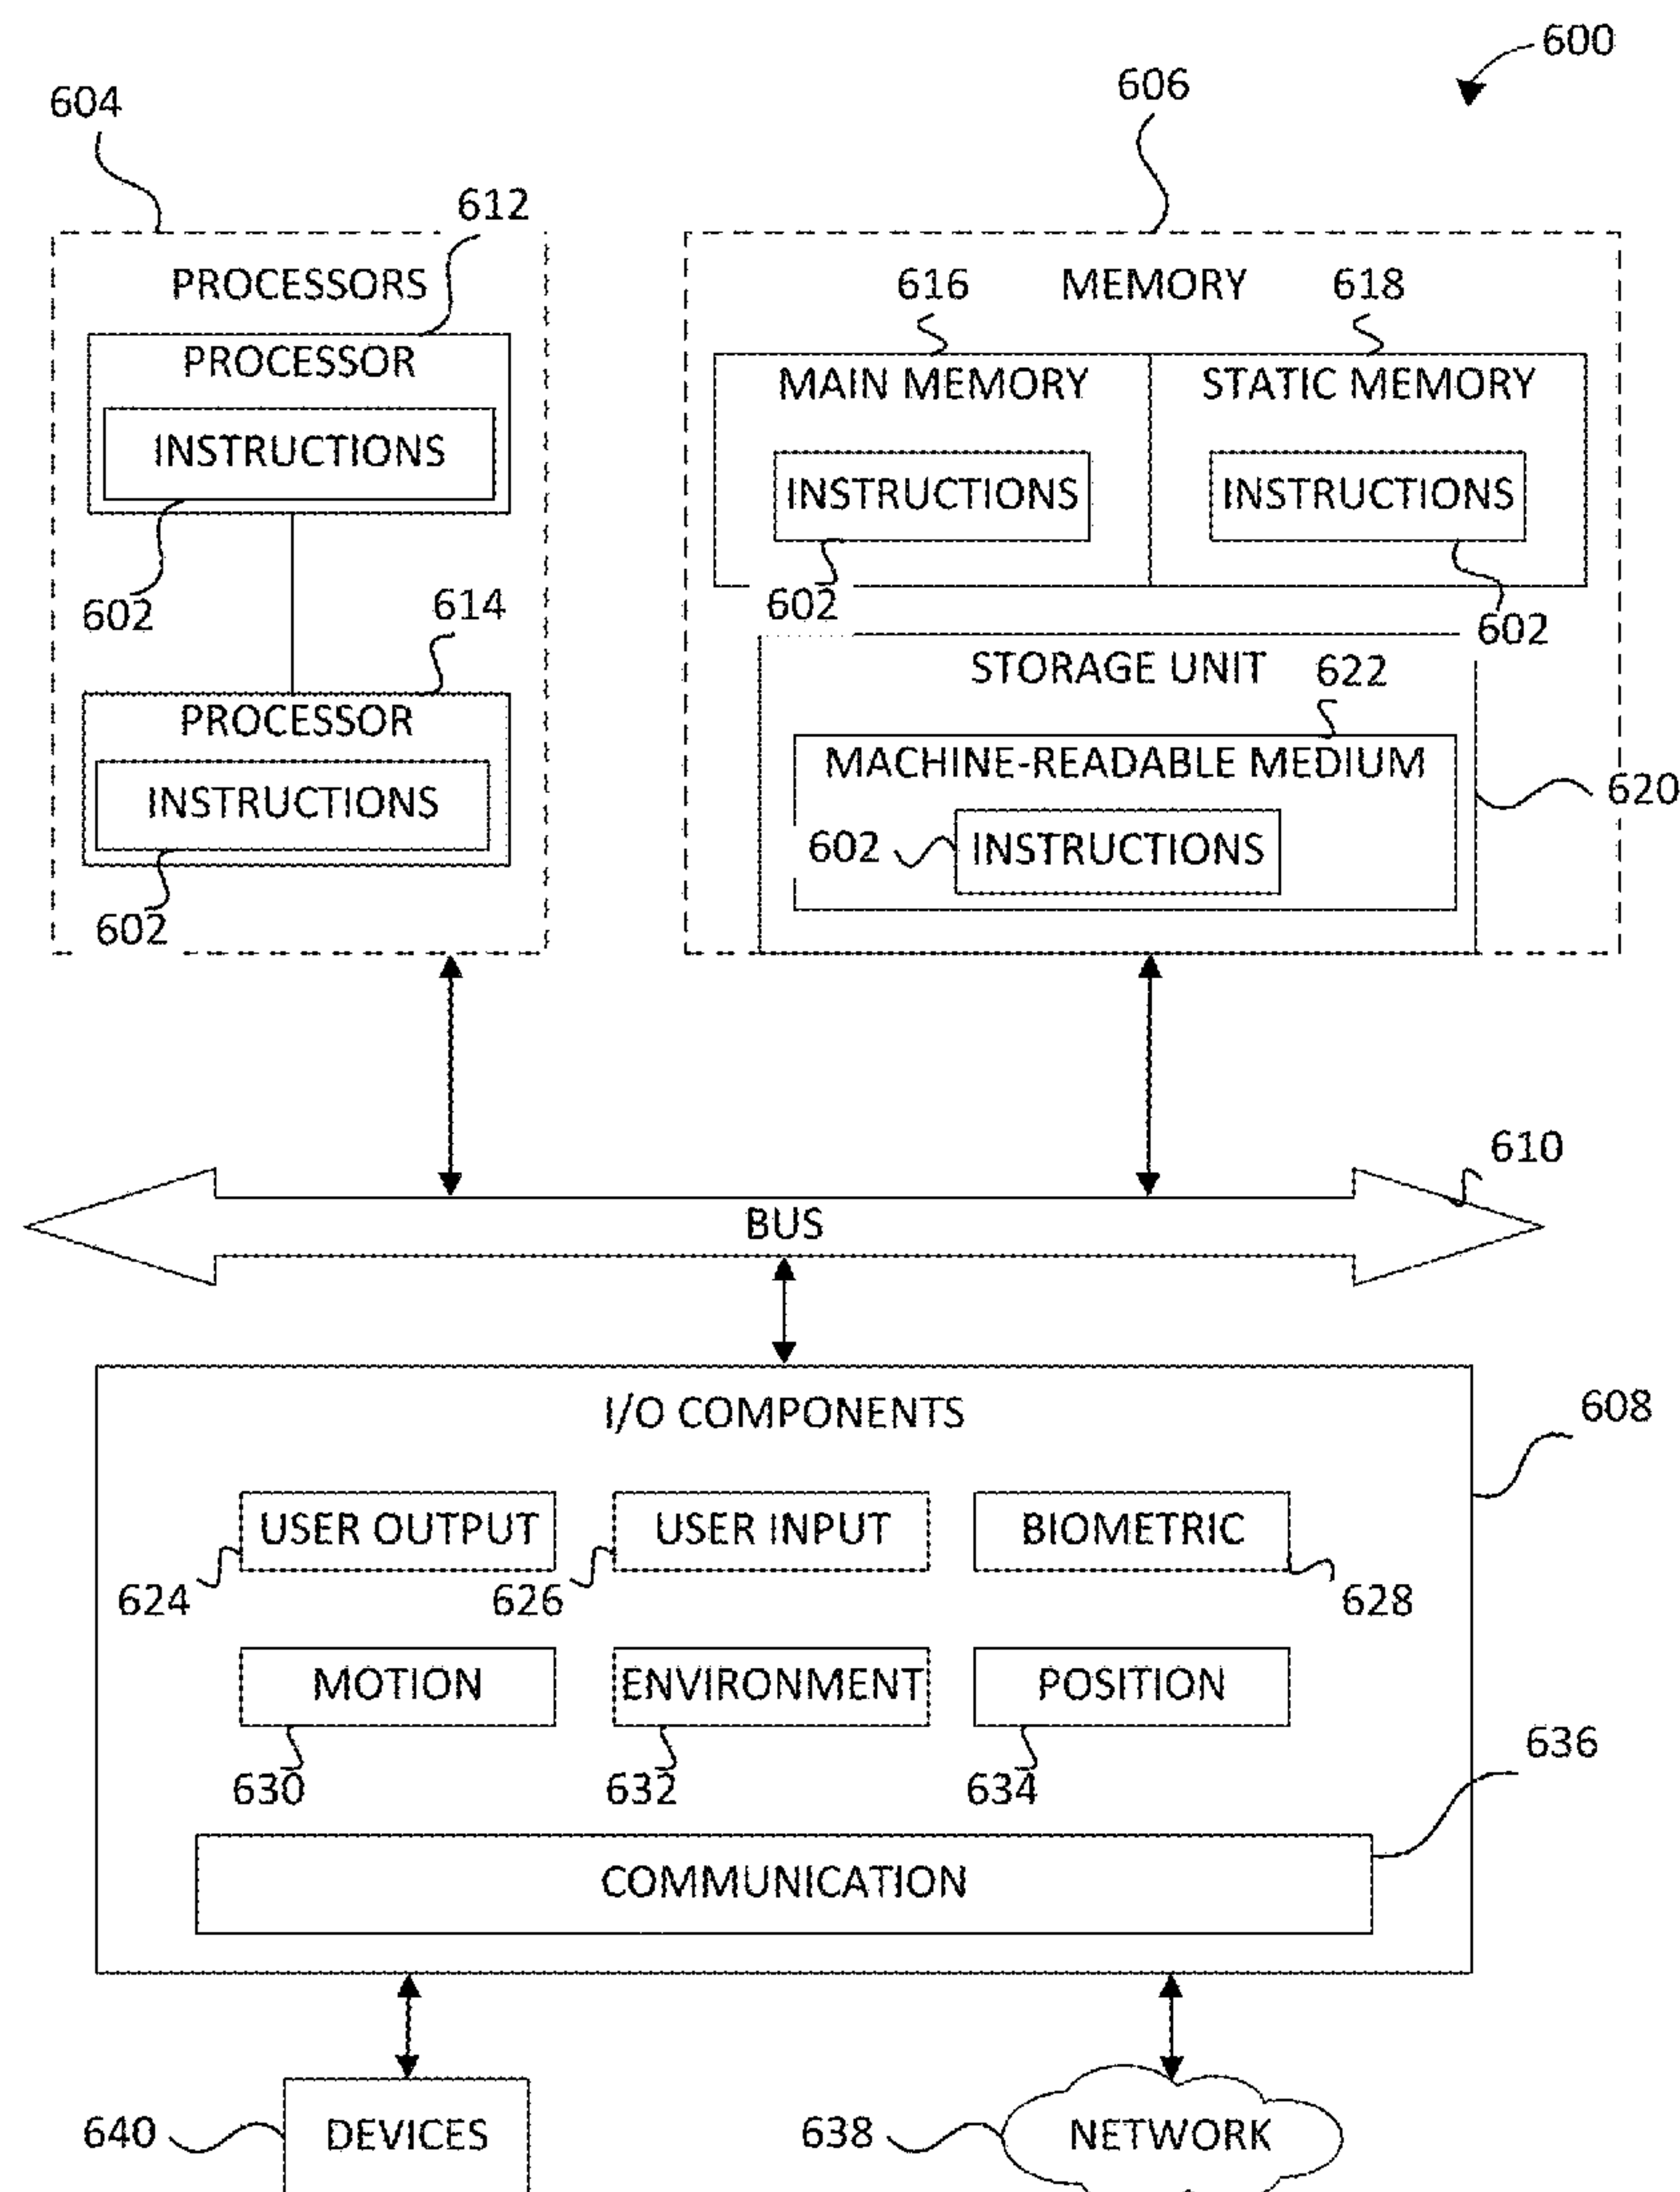 600
604
606
612
PROCESSORS
616 MEMORY 618
PROCESSOR
MAIN MEMORY
STATIC MEMORY
INSTRUCTIONS
INSTRUCTIONS
INSTRUCTIONS
602
614
602
602
STORAGE UNIT
622
PROCESSOR
MACHINE-READABLE MEDIUM
620
INSTRUCTIONS
602
INSTRUCTIONS
602
610
BUS
I/O COMPONENTS
608
USER OUTPUT
USER INPUT
BIOMETRIC
624
626
628
MOTION
ENVIRONMENT
POSITION
636
630
632
634
COMMUNICATION
640
DEVICES
638
NETWORK